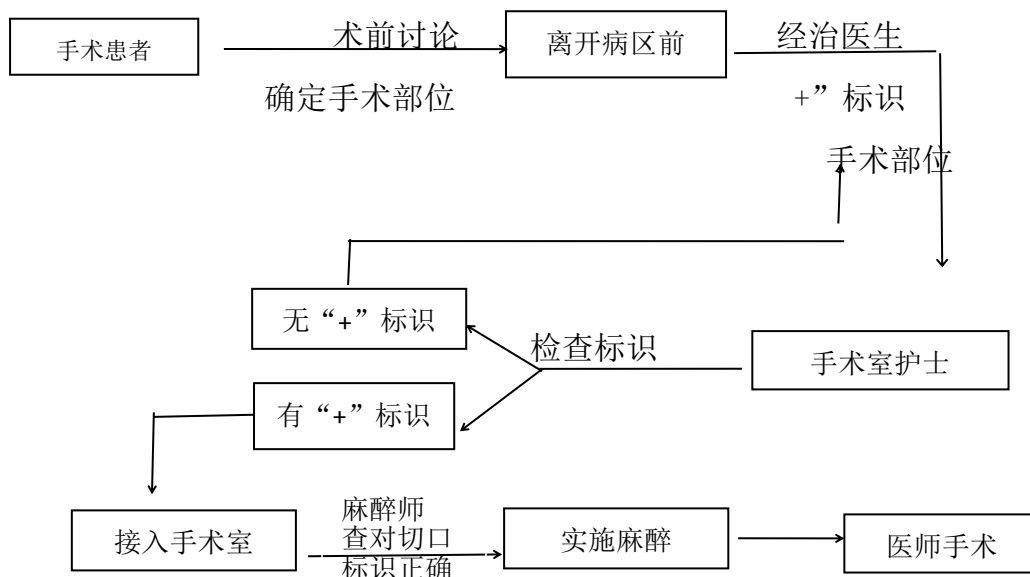 手术患者
术前讨论
确定手术部位
离开病区前
经治医生
+”标识
手术部位
无“+”标识
检查标识
手术室护士
有“+”标识
接入手术室
麻醉师
查对切口
标识正确
实施麻醉
医师手术